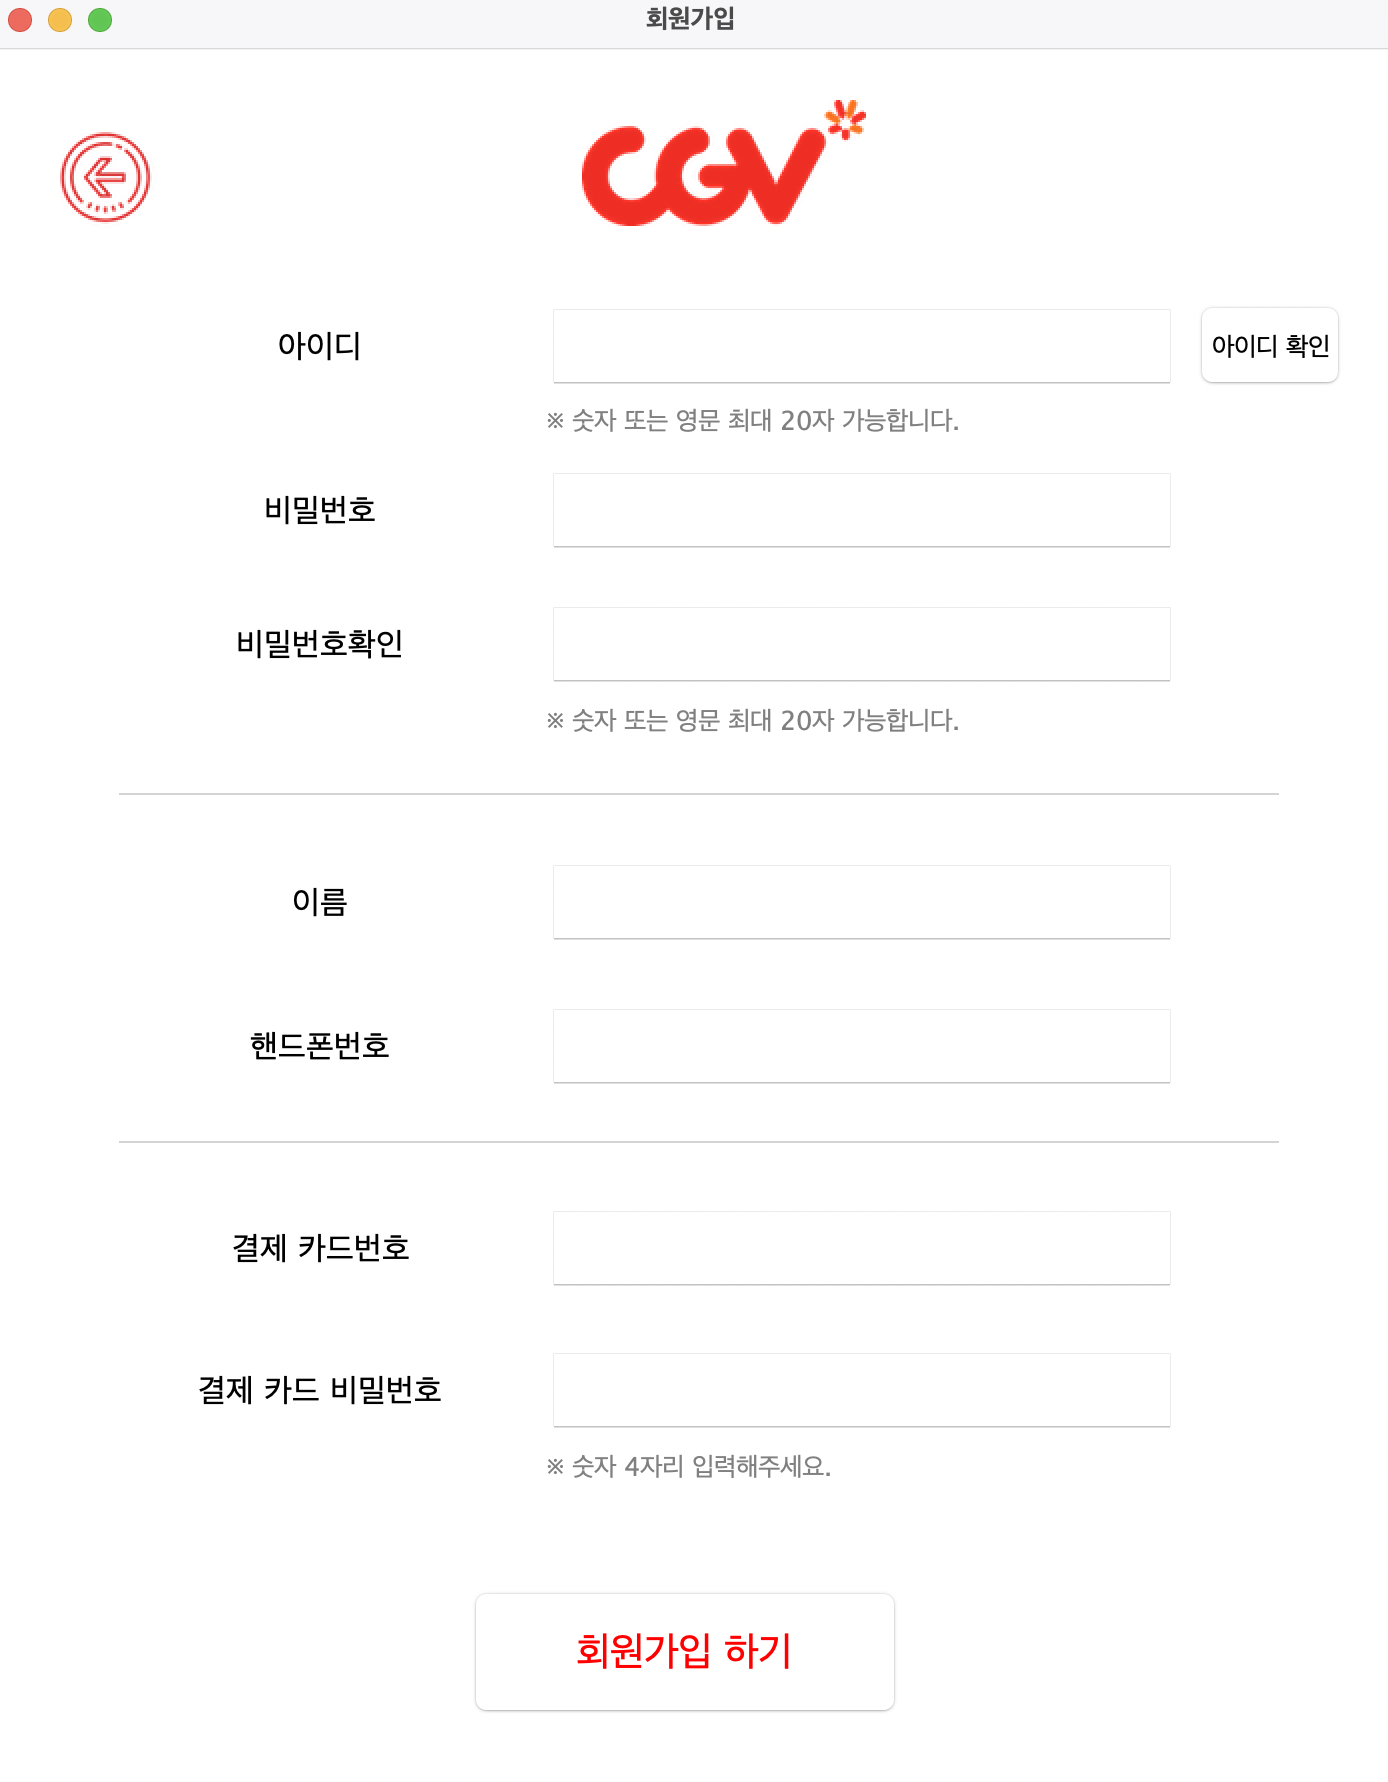 회원가입
CGV
아이디
아이디 확인
※ 숫자 또는 영문 최대 20자 가능합니다.
비밀번호
비밀번호확인
※ 숫자 또는 영문 최대 20자 가능합니다.
이름
핸드폰번호
결제 카드번호
결제 카드 비밀번호
※ 숫자 4자리 입력해주세요.
회원가입 하기